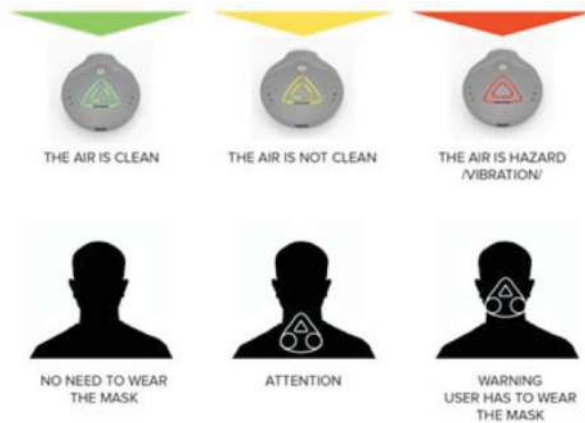 THE AIR IS CLEAN
THE AIR IS NOT CLEAN
THE AIR IS HAZARD
/VIBRATION/
NO NEED TO WEAR
THE MASK
ATTENTION
WARNING
USER HAS TO WEAR
THE MASK